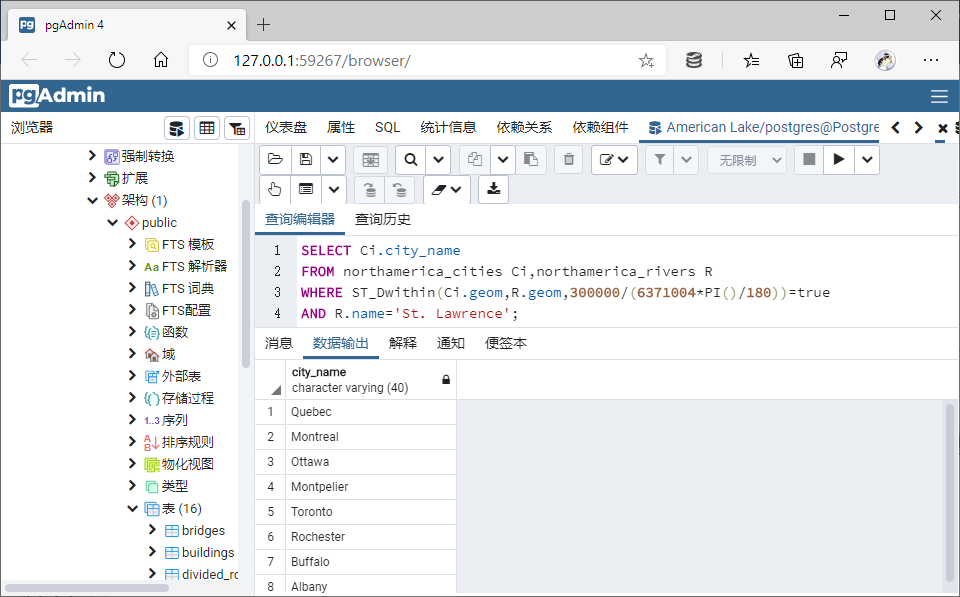 pgAdmin 4
127.0.0.1:59267/browser/
pgAdmin
浏览器
仪表盘 属性 SQL 统计信息 依赖关系 依赖组件 American Lake/postgres@Postgre
强制转换
扩展
架构 (1)
public
FTS 模板
FTS 解析器
FTS 词典
FTS配置
函数
域
外部表
存储过程
1..3 序列
排序规则
物化视图
类型
表 (16)
bridges
buildings
divided_rc
无限制
查询编辑器 查询历史
1 SELECT Ci.city_name
2 FROM northamerica_cities Ci,northamerica_rivers R
3 WHERE ST_Dwithin(Ci.geom,R.geom,300000/(6371004*PI()/180))=true
4 AND R.name='St. Lawrence';
消息 数据输出 解释 通知 便签本
city_name
character varying (40)
1 Quebec
2 Montreal
3 Ottawa
4 Montpelier
5 Toronto
6 Rochester
7 Buffalo
8 Albany